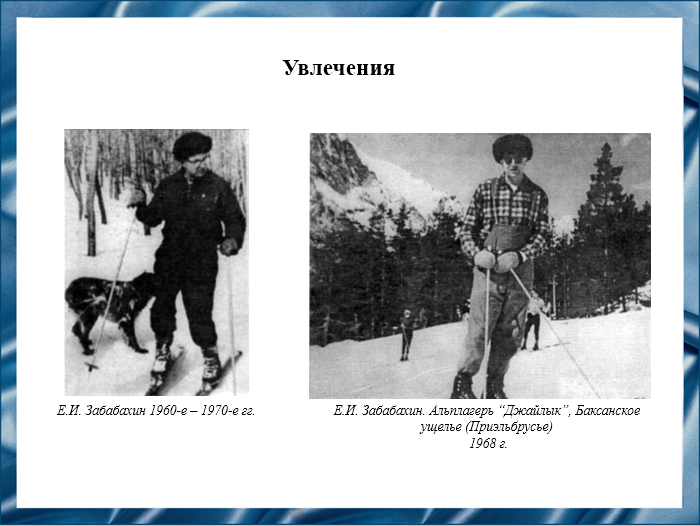 Увлечения
Е.И. Забабахин 1960-е – 1970-е гг.
Е.И. Забабахин. Альплагерь “Джайлык”, Баксанское
ущелье (Приэльбрусье)
1968 г.